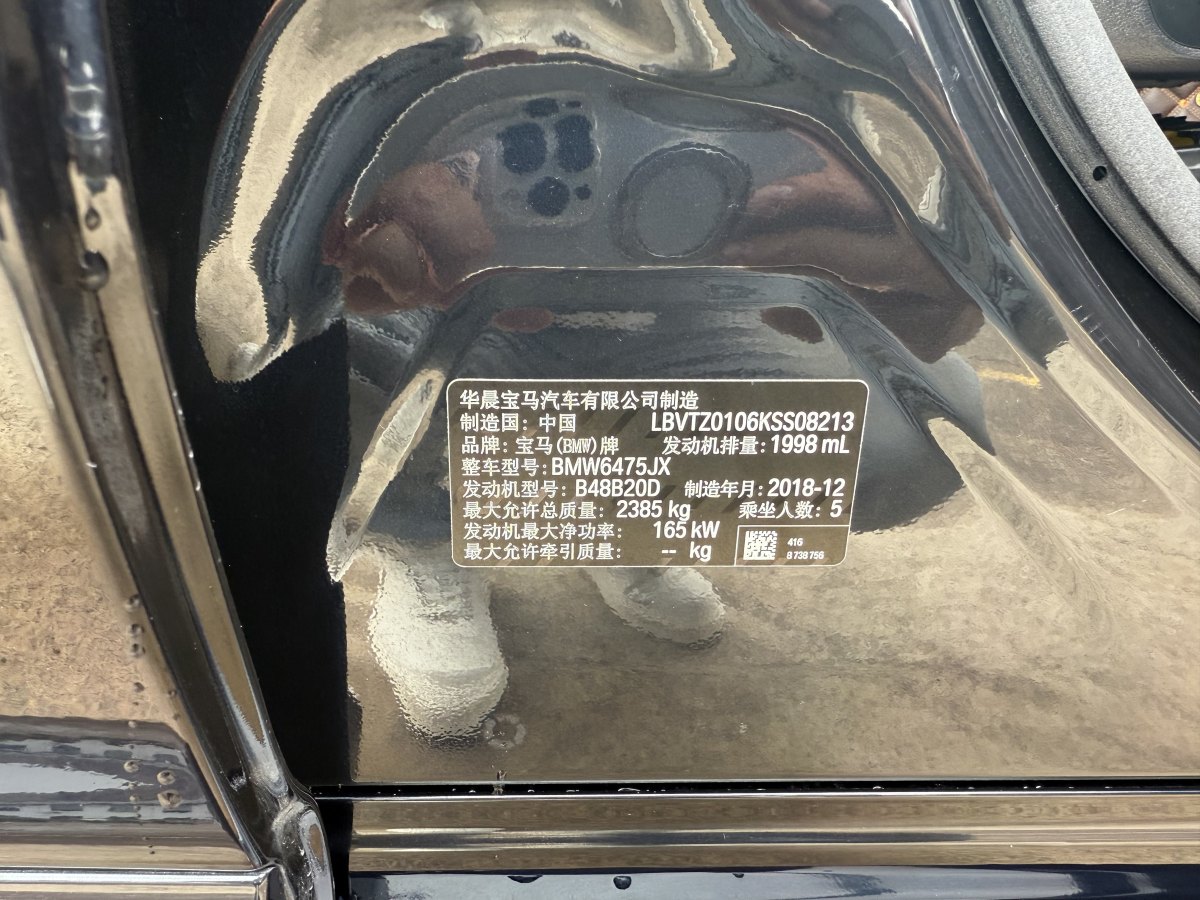 华晨宝马汽车有限公司制造
制造国：中国 LBVTZ0106KSS08213
品牌：宝马(BMW)牌 发动机排量：1998 mL
整车型号：BMW6475JX
发动机型号：B48B20D 制造年月：2018-12
最大允许总质量：2385 kg 乘坐人数：5
发动机最大净功率：165 kW
最大允许牵引质量：-- kg
416
8738756